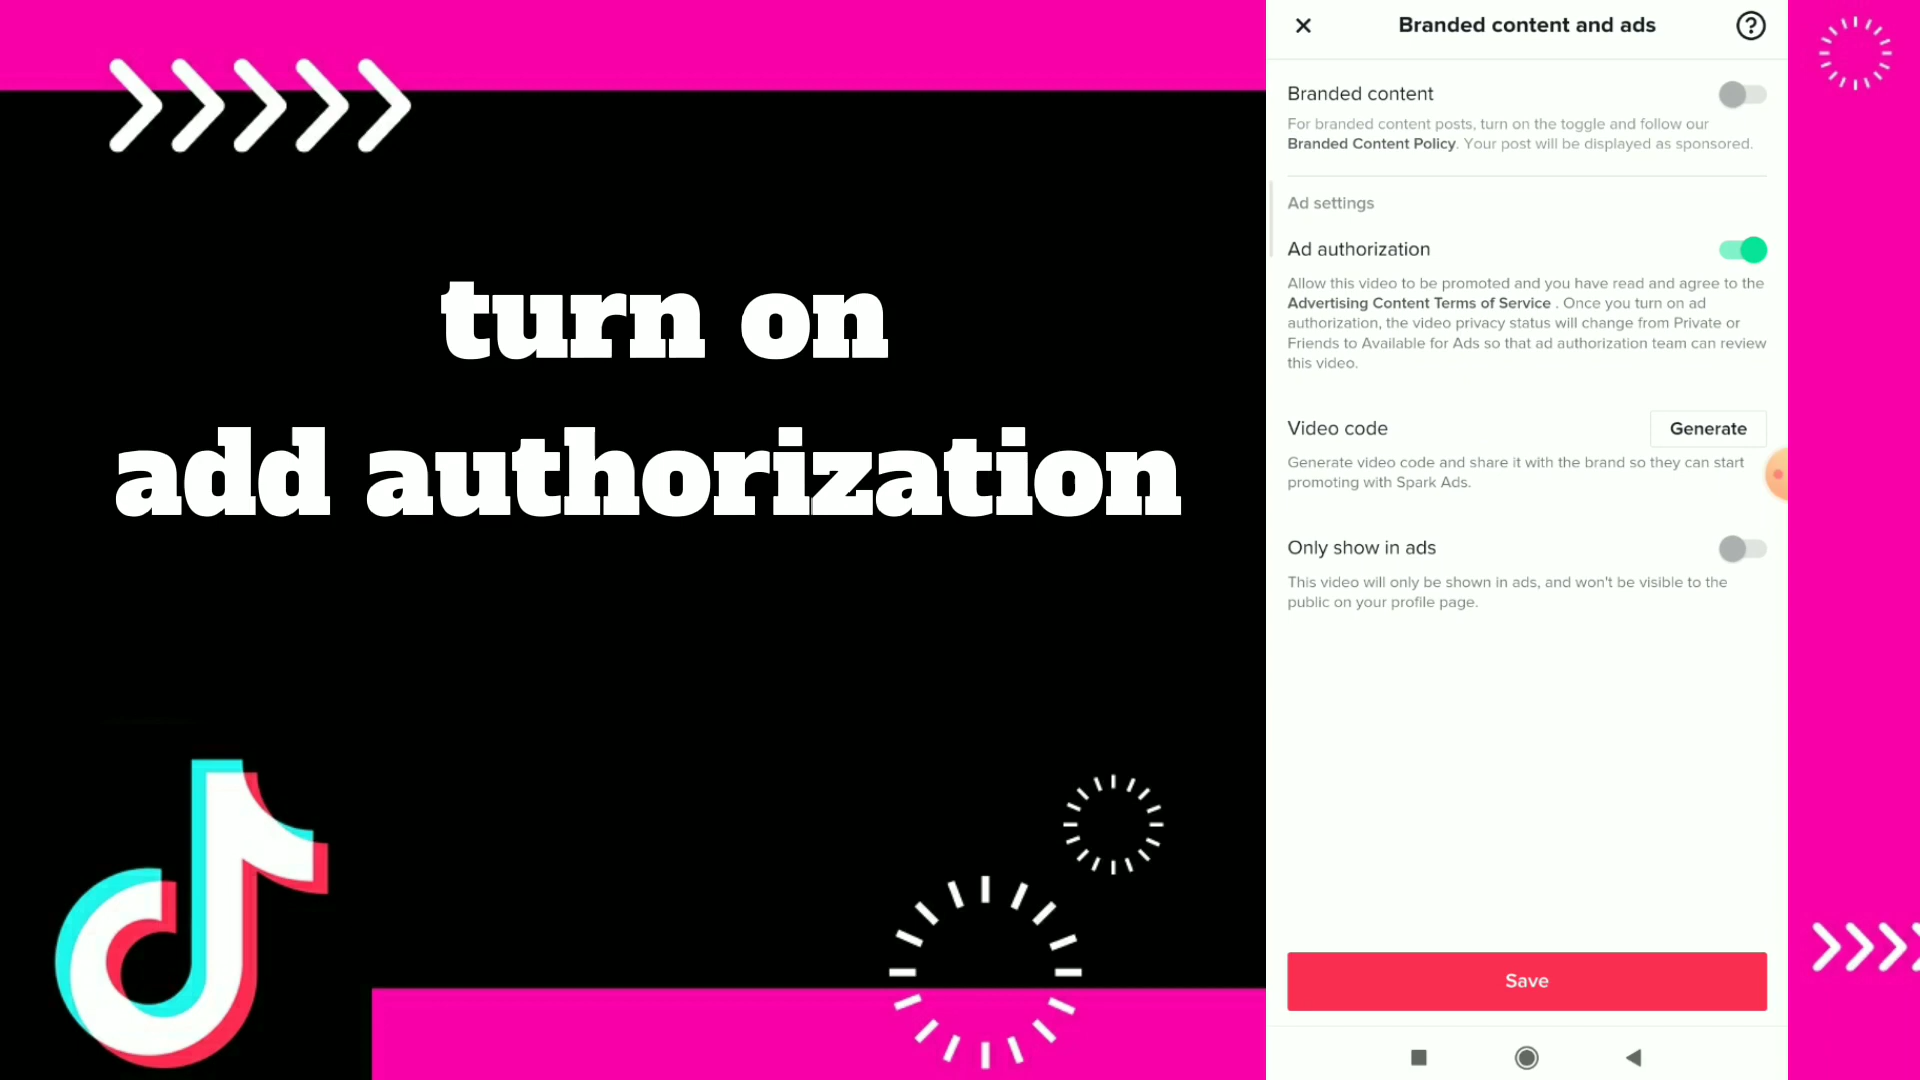 turn on
add authorization
Branded content and ads
Branded content
For branded content posts, turn on the toggle and follow our
Branded Content Policy. Your post will be displayed as sponsored.
Ad settings
Ad authorization
Allow this video to be promoted and you have read and agree to the
Advertising Content Terms of Service . Once you turn on ad
authorization, the video privacy status will change from Private or
Friends to Available for Ads so that ad authorization team can review
this video.
Video code
Generate
Generate video code and share it with the brand so they can start
promoting with Spark Ads.
Only show in ads
This video will only be shown in ads, and won't be visible to the
public on your profile page.
Save